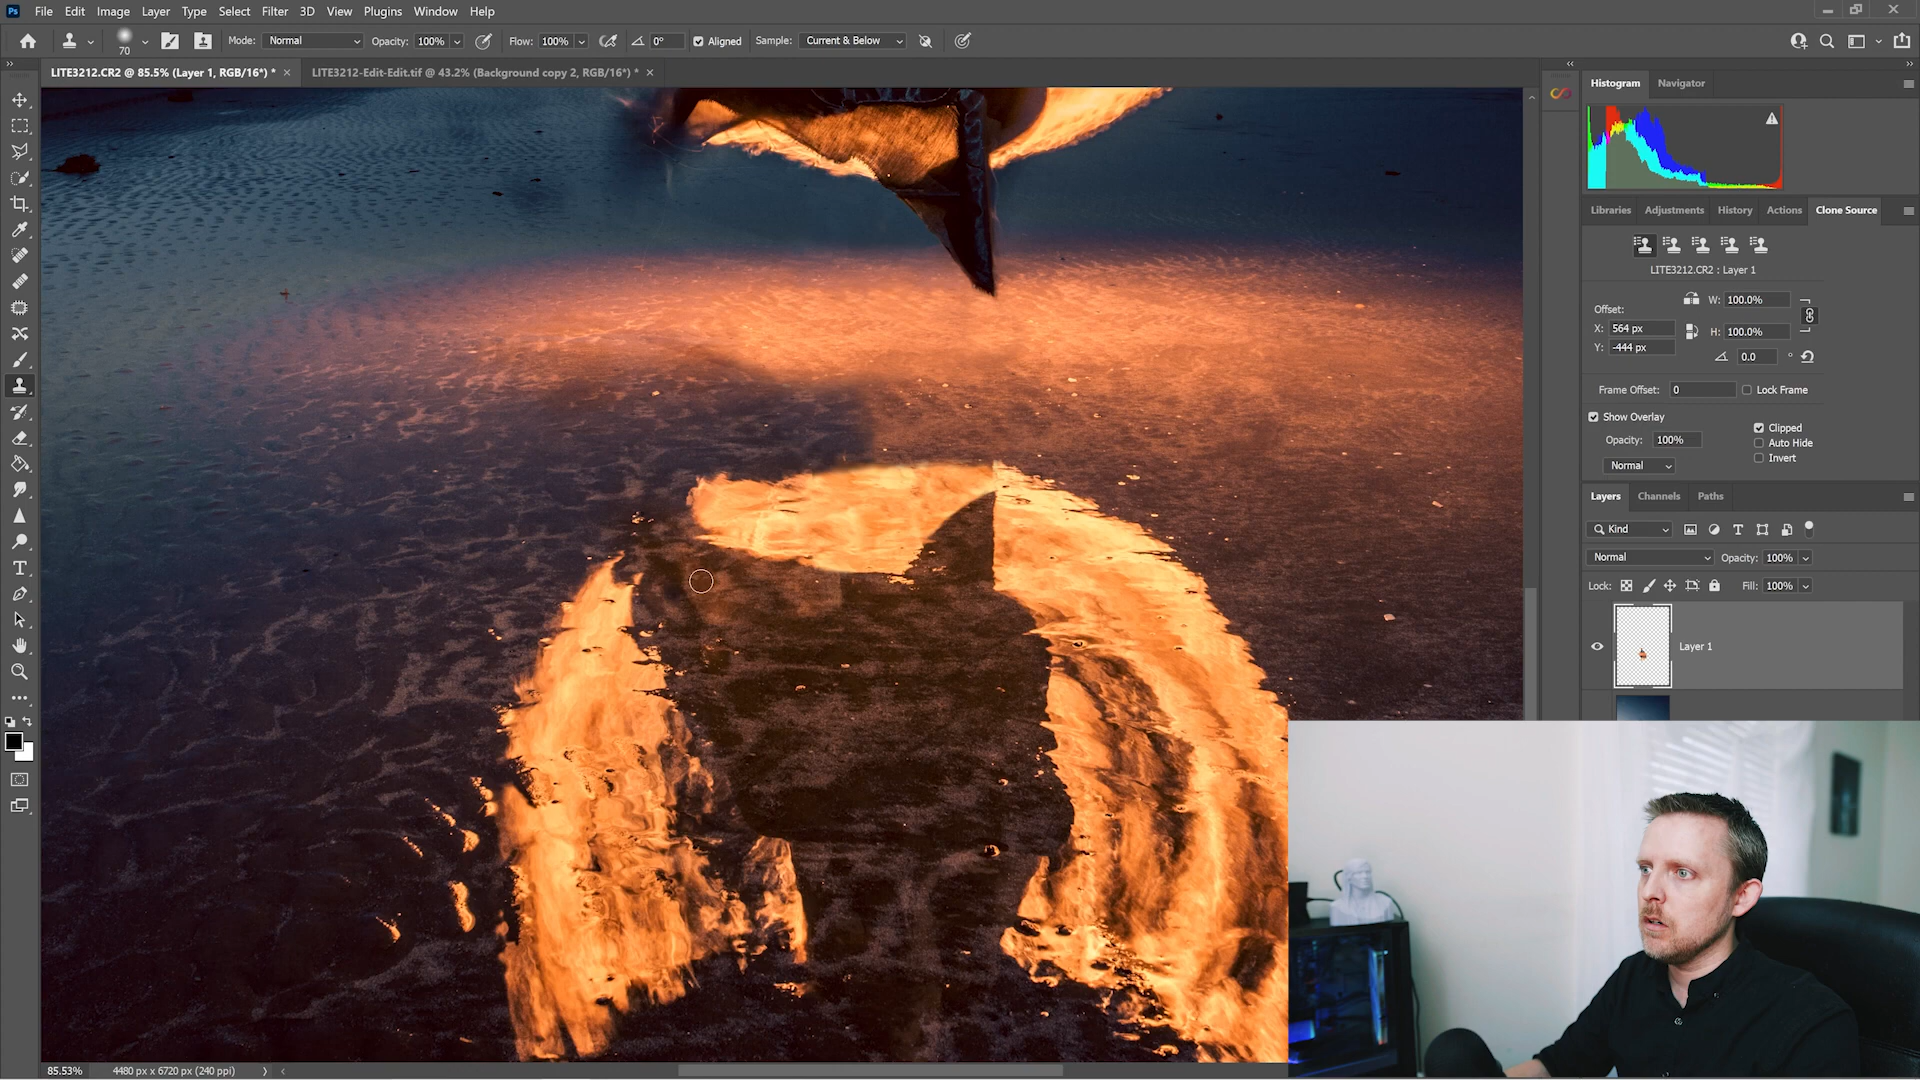 Ps File Edit Image Layer Type Select Filter 3D View Plugins Window Help
70 Mode: Normal Opacity: 100% Flow: 100% 0° Aligned Sample: Current & Below
LITE3212.CR2 @ 85.5% (Layer 1, RGB/16*) * × LITE3212-Edit-Edit.tif @ 43.2% (Background copy 2, RGB/16*) * ×
Histogram Navigator
Libraries Adjustments History Actions Clone Source
LITE3212.CR2 : Layer 1
W: 100.0%
Offset:
X: 564 px
H: 100.0%
Y: -444 px
0.0 °
Frame Offset: 0 Lock Frame
Show Overlay
Clipped
Opacity: 100%
Auto Hide
Invert
Normal
Layers Channels Paths
Kind
Normal Opacity: 100%
Lock: Fill: 100%
Layer 1
85.53% 4480 px x 6720 px (240 ppi)